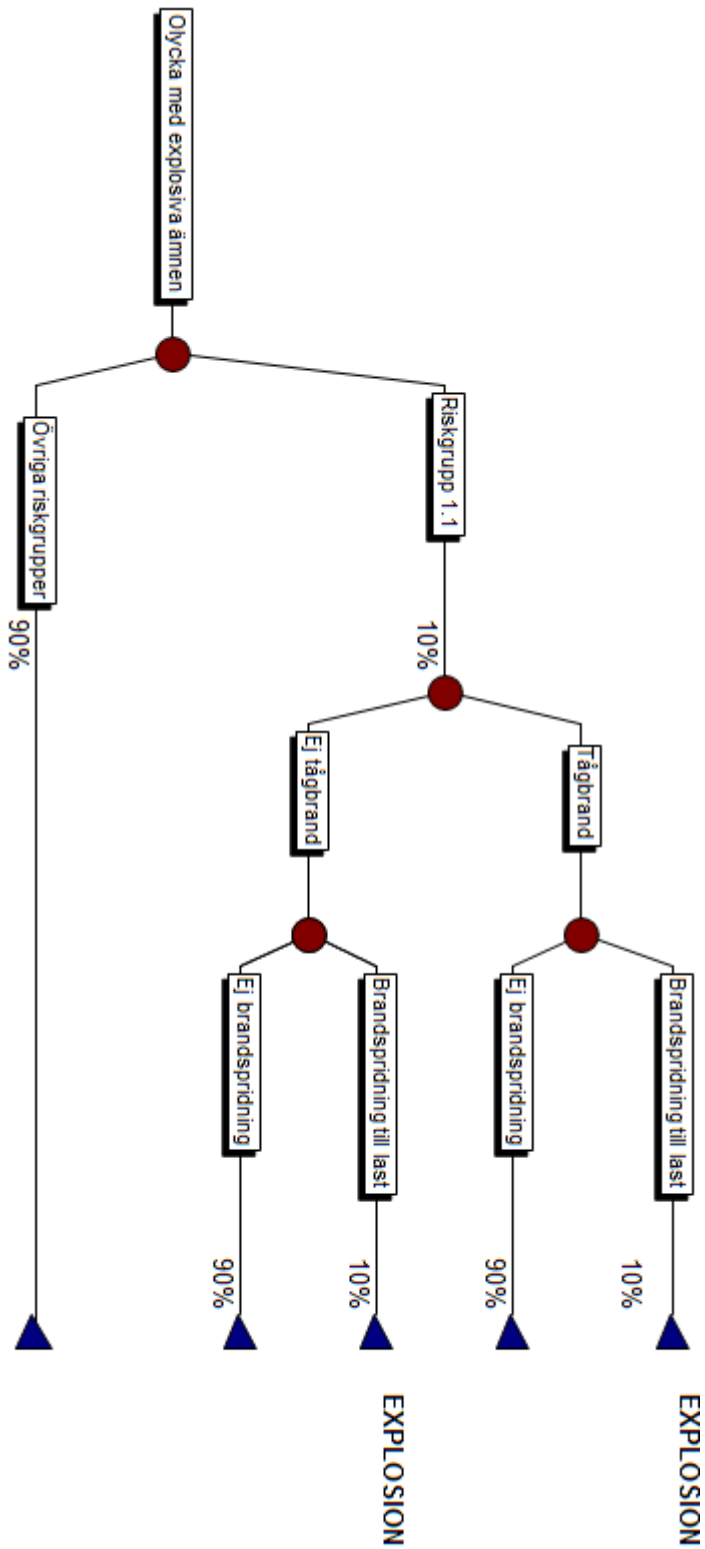 Olycka med explosiva ämnen
Riskgrupp 1.1
10%
Tågbrand
Brandspridning till last
10%
EXPLOSION
Ej brandspridning
90%
Ej tågbrand
Brandspridning till last
10%
EXPLOSION
Ej brandspridning
90%
Övriga riskgrupper
90%